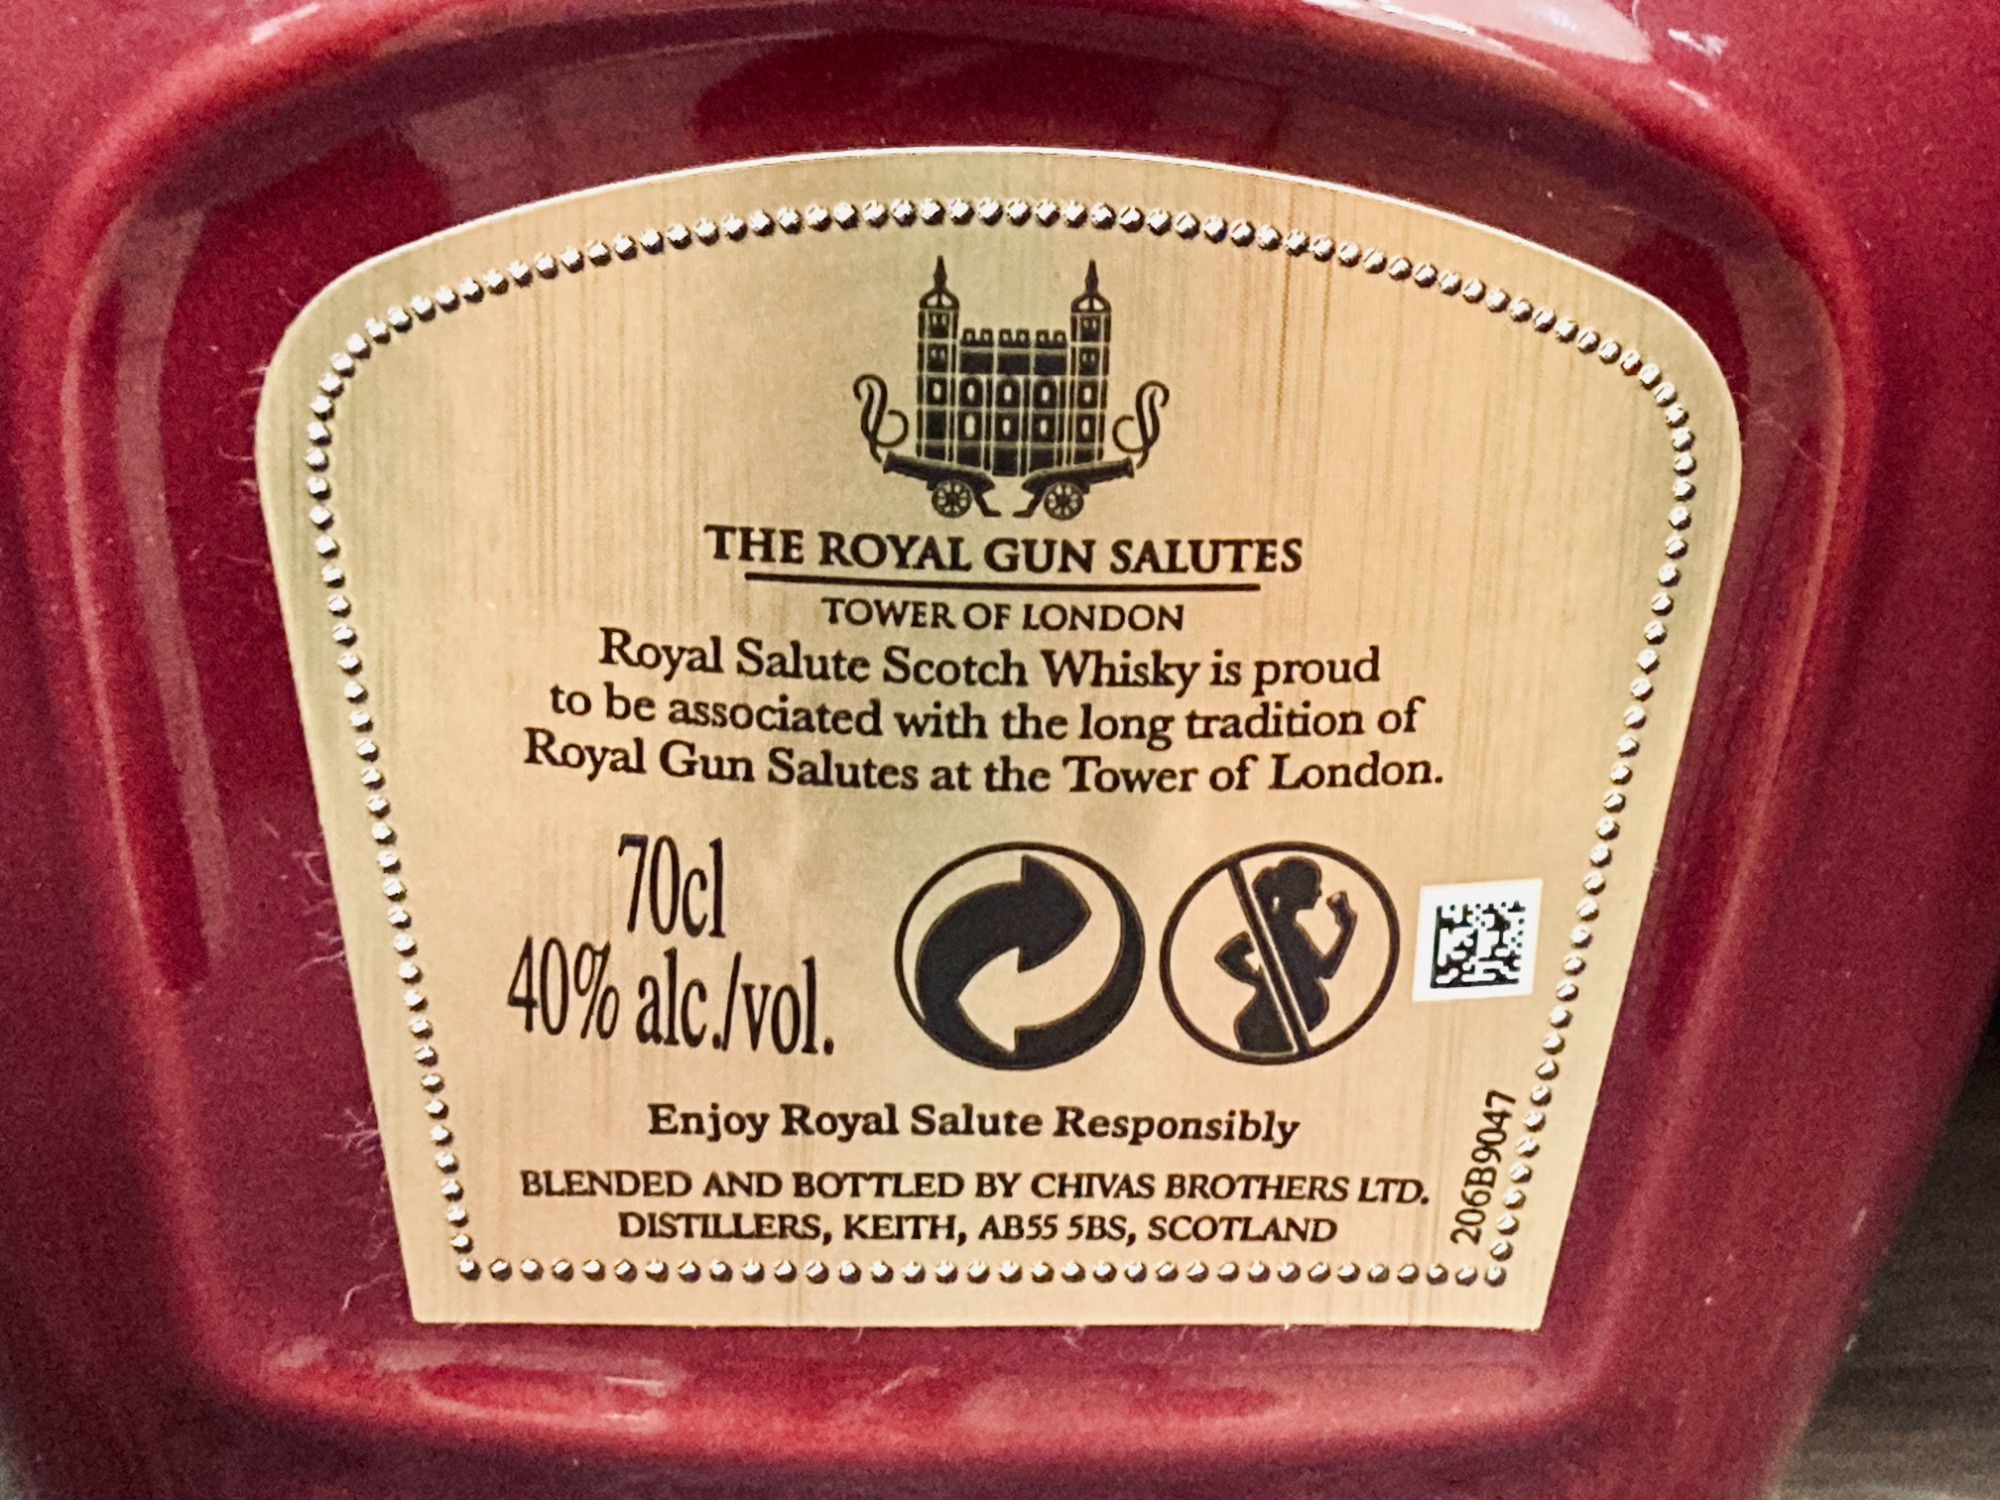 THE ROYAL GUN SALUTES
TOWER OF LONDON
Royal Salute Scotch Whisky is proud
to be associated with the long tradition of
Royal Gun Salutes at the Tower of London.
70cl
40% alc./vol.
Enjoy Royal Salute Responsibly
BLENDED AND BOTTLED BY CHIVAS BROTHERS LTD.
DISTILLERS, KEITH, AB55 5BS, SCOTLAND
206B9047